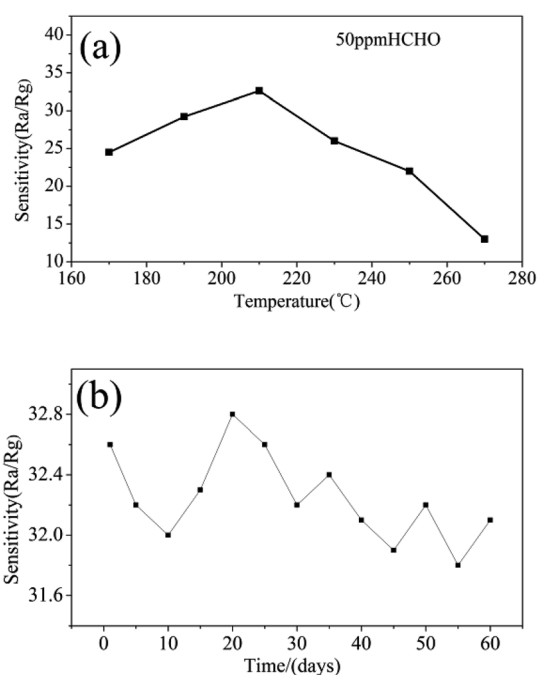 (a)
50ppmHCHO
Sensitivity(Ra/Rg)
40
35
30
25
20
15
10
160 180 200 220 240 260 280
Temperature(℃)
(b)
Sensitivity(Ra/Rg)
32.8
32.4
32.0
31.6
0 10 20 30 40 50 60
Time/(days)